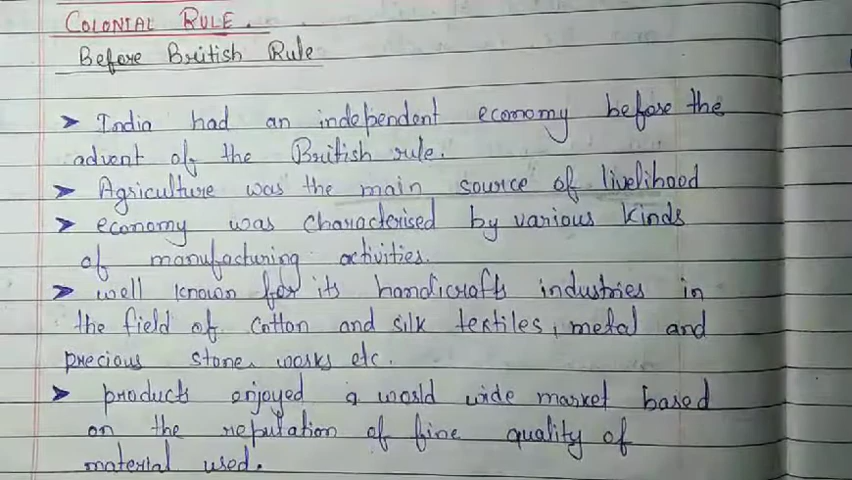 COLONIAL RULE.
Before British Rule
➤ India had an independent economy before the
advent of the British rule.
➤ Agriculture was the main source of livelihood
➤ economy was characterised by various kinds
of manufacturing activities.
➤ well known for its handicrafts industries in
the field of cotton and silk textiles, metal and
precious stone works etc.
➤ products enjoyed a world wide market based
on the reputation of fine quality of
material used.